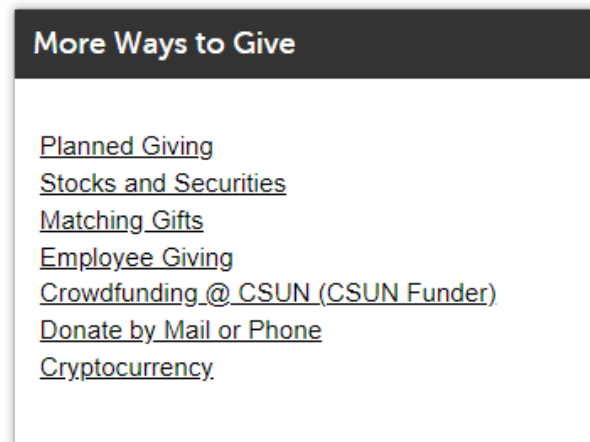 More Ways to Give
Planned Giving
Stocks and Securities
Matching Gifts
Employee Giving
Crowdfunding @ CSUN (CSUN Funder)
Donate by Mail or Phone
Cryptocurrency